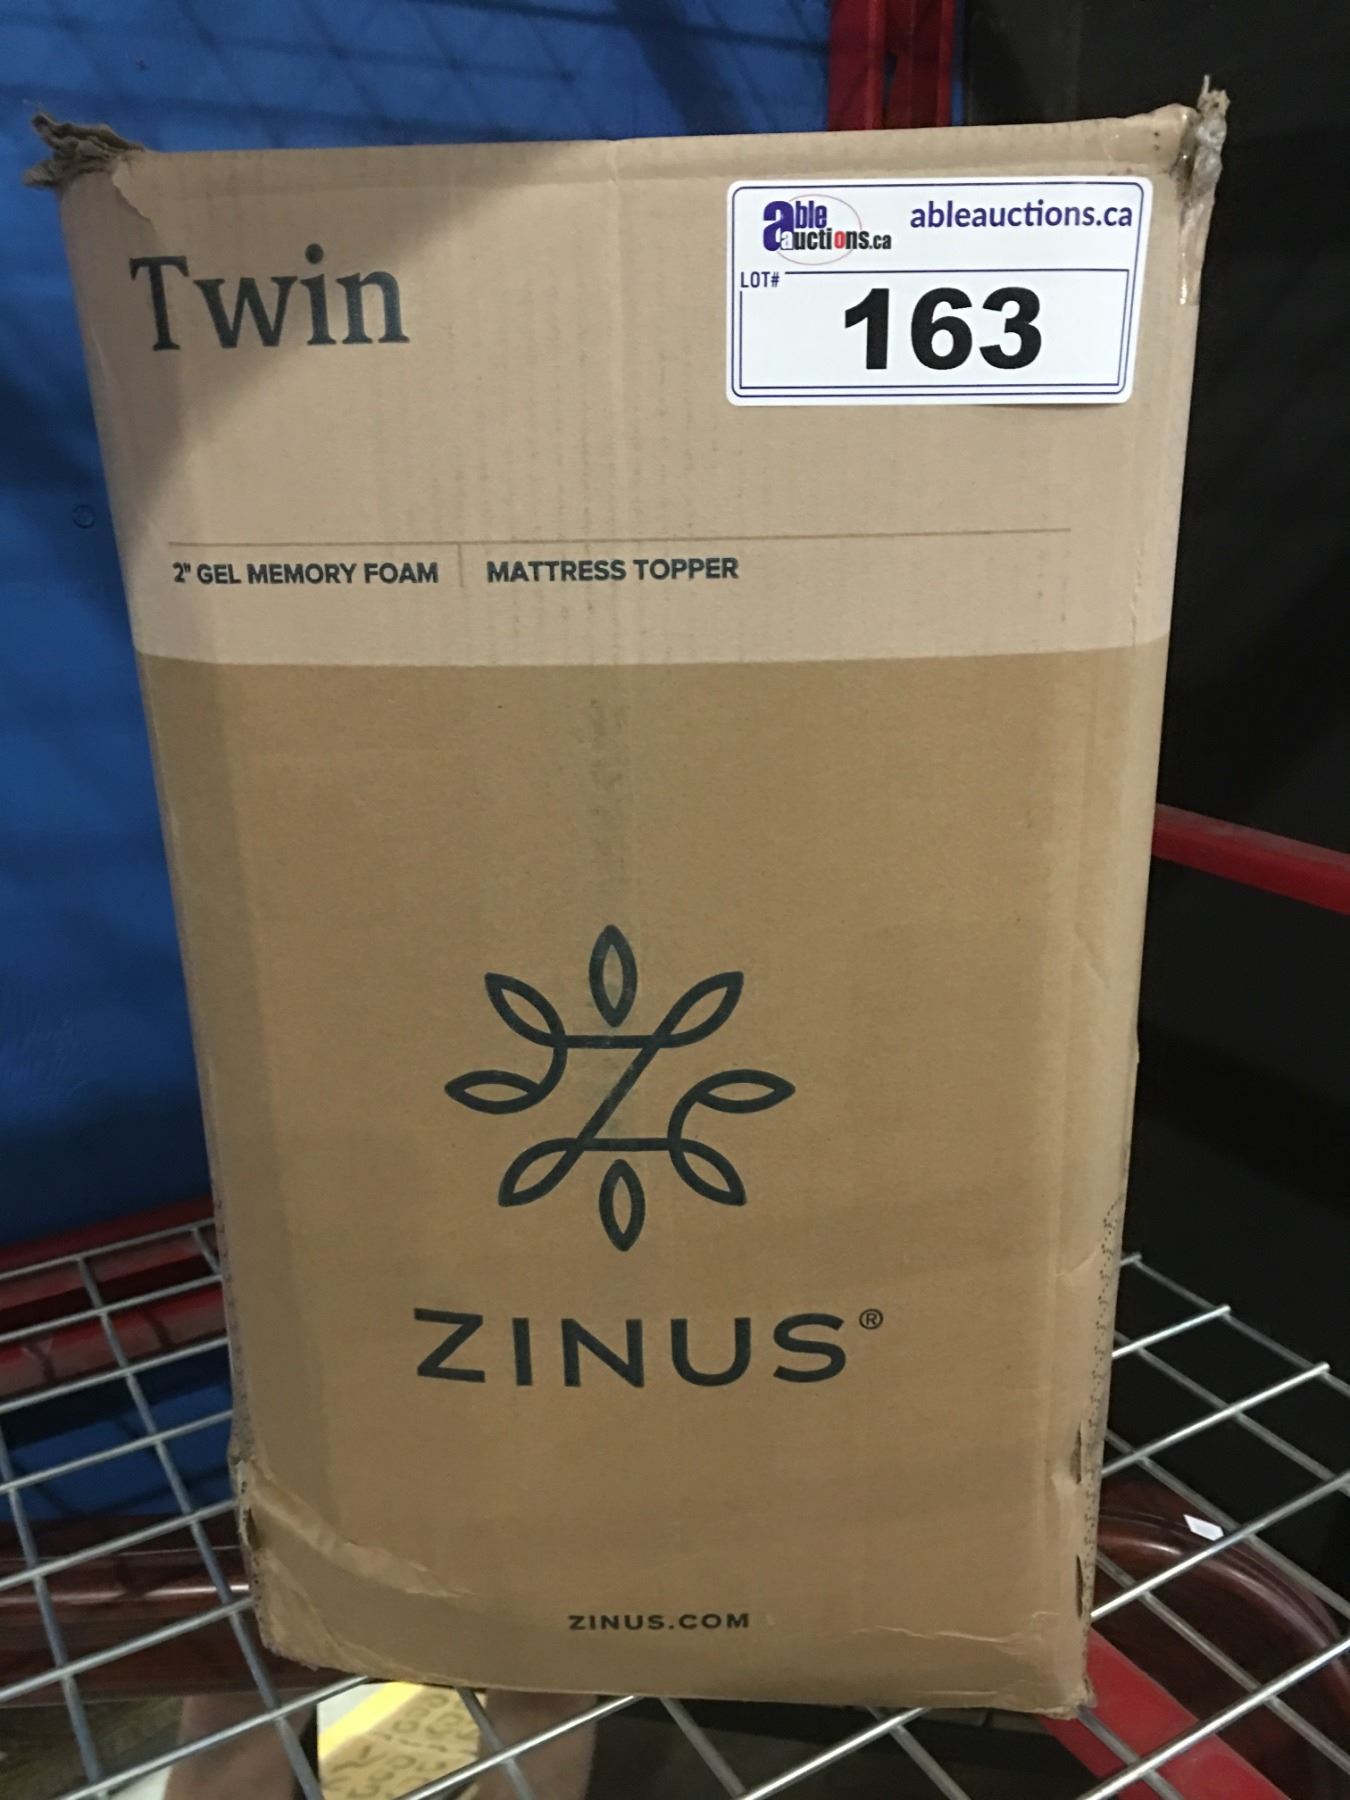 able auctions.ca
ableauctions.ca
LOT# 163
Twin
2" GEL MEMORY FOAM MATTRESS TOPPER
ZINUS®
ZINUS.COM